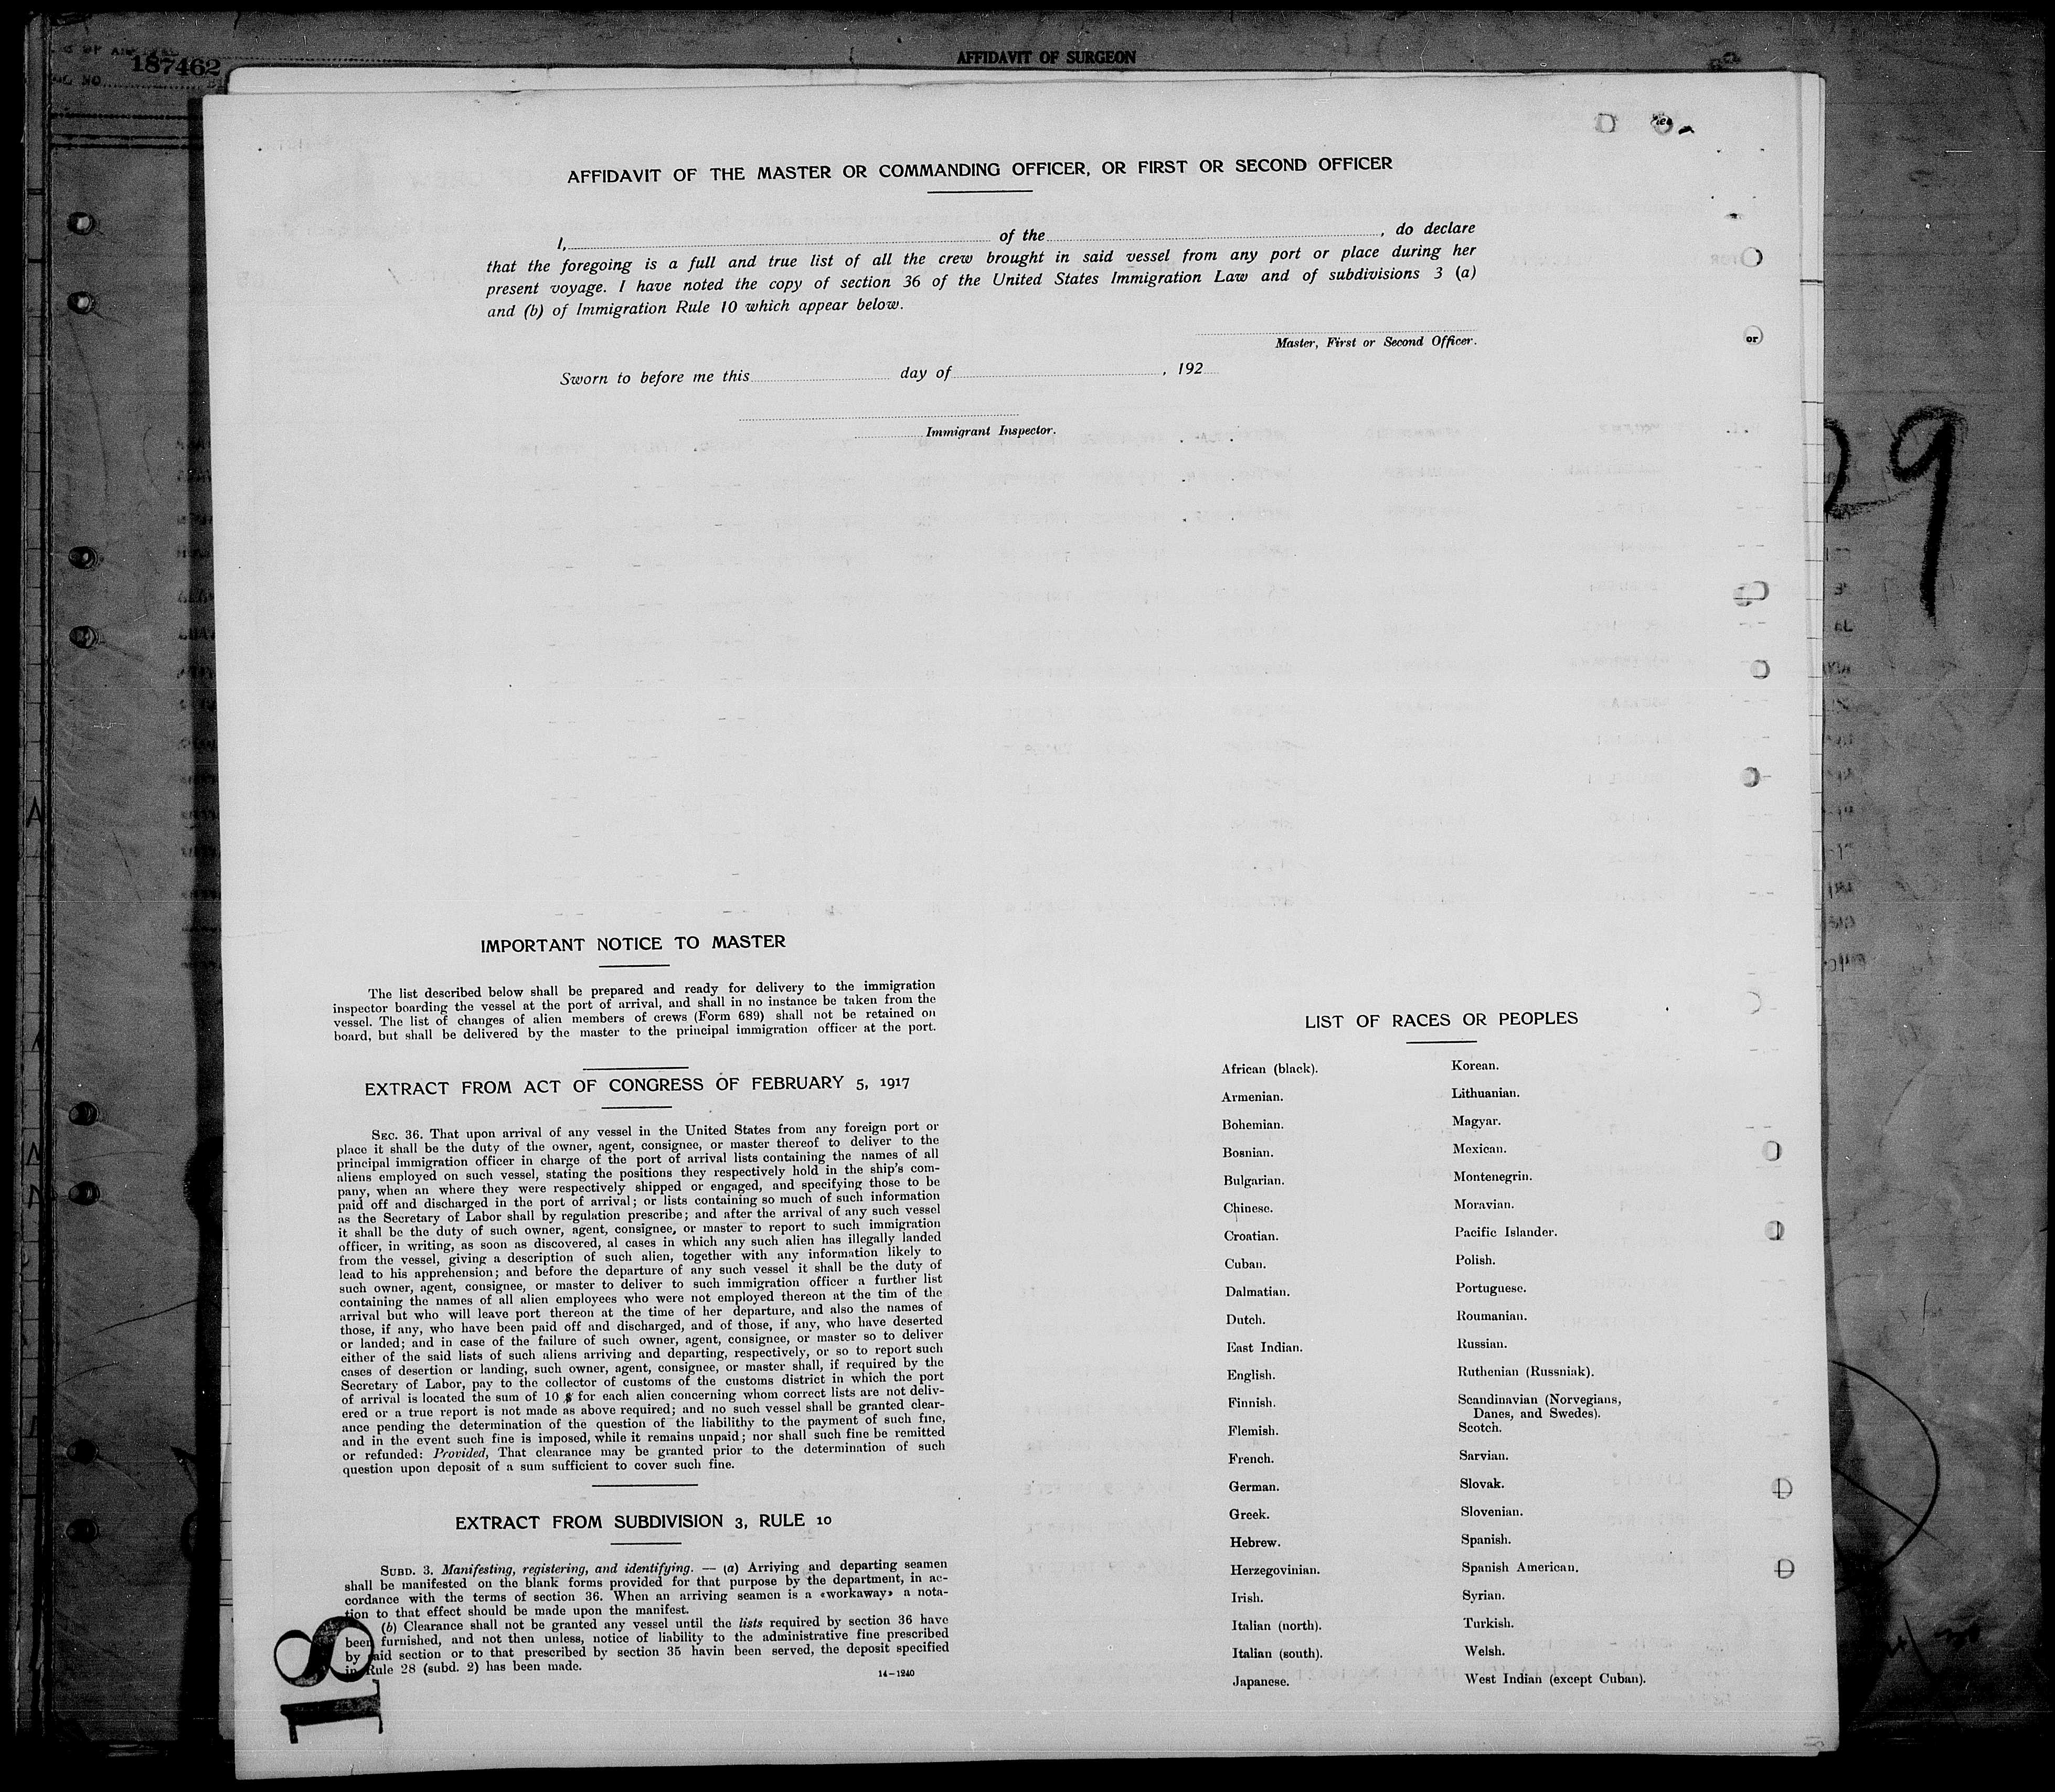 187462
AFFIDAVIT OF SURGEON
AFFIDAVIT OF THE MASTER OR COMMANDING OFFICER, OR FIRST OR SECOND OFFICER
I, of the , do declare
that the foregoing is a full and true list of all the crew brought in said vessel from any port or place during her
present voyage. I have noted the copy of section 36 of the United States Immigration Law and of subdivisions 3 (a)
and (b) of Immigration Rule 10 which appear below.
Master, First or Second Officer.
Sworn to before me this day of , 192
Immigrant Inspector.
29
IMPORTANT NOTICE TO MASTER
The list described below shall be prepared and ready for delivery to the immigration
inspector boarding the vessel at the port of arrival, and shall in no instance be taken from the
vessel. The list of changes of alien members of crews (Form 689) shall not be retained on
board, but shall be delivered by the master to the principal immigration officer at the port.
EXTRACT FROM ACT OF CONGRESS OF FEBRUARY 5, 1917
SEC. 36. That upon arrival of any vessel in the United States from any foreign port or
place it shall be the duty of the owner, agent, consignee, or master thereof to deliver to the
principal immigration officer in charge of the port of arrival lists containing the names of all
aliens employed on such vessel, stating the positions they respectively hold in the ship's com-
pany, when an where they were respectively shipped or engaged, and specifying those to be
paid off and discharged in the port of arrival; or lists containing so much of such information
as the Secretary of Labor shall by regulation prescribe; and after the arrival of any such vessel
it shall be the duty of such owner, agent, consignee, or master to report to such immigration
officer, in writing, as soon as discovered, al cases in which any such alien has illegally landed
from the vessel, giving a description of such alien, together with any information likely to
lead to his apprehension; and before the departure of any such vessel it shall be the duty of
such owner, agent, consignee, or master to deliver to such immigration officer a further list
containing the names of all alien employees who were not employed thereon at the tim of the
arrival but who will leave port thereon at the time of her departure, and also the names of
those, if any, who have been paid off and discharged, and of those, if any, who have deserted
or landed; and in case of the failure of such owner, agent, consignee, or master so to deliver
either of the said lists of such aliens arriving and departing, respectively, or so to report such
cases of desertion or landing, such owner, agent, consignee, or master shall, if required by the
Secretary of Labor, pay to the collector of customs of the customs district in which the port
of arrival is located the sum of 10 $ for each alien concerning whom correct lists are not deliv-
ered or a true report is not made as above required; and no such vessel shall be granted clear-
ance pending the determination of the question of the liabilithy to the payment of such fine,
and in the event such fine is imposed, while it remains unpaid; nor shall such fine be remitted
or refunded: Provided, That clearance may be granted prior to the determination of such
question upon deposit of a sum sufficient to cover such fine.
EXTRACT FROM SUBDIVISION 3, RULE 10
SUBD. 3. Manifesting, registering, and identifying. — (a) Arriving and departing seamen
shall be manifested on the blank forms provided for that purpose by the department, in ac-
cordance with the terms of section 36. When an arriving seamen is a «workaway» a nota-
tion to that effect should be made upon the manifest.
(b) Clearance shall not be granted any vessel until the lists required by section 36 have
been furnished, and not then unless, notice of liability to the administrative fine prescribed
by said section or to that prescribed by section 35 havin been served, the deposit specified
in Rule 28 (subd. 2) has been made.
14-1240
18
LIST OF RACES OR PEOPLES
African (black).
Armenian.
Bohemian.
Bosnian.
Bulgarian.
Chinese.
Croatian.
Cuban.
Dalmatian.
Dutch.
East Indian.
English.
Finnish.
Flemish.
French.
German.
Greek.
Hebrew.
Herzegovinian.
Irish.
Italian (north).
Italian (south).
Japanese.
Korean.
Lithuanian.
Magyar.
Mexican.
Montenegrin.
Moravian.
Pacific Islander.
Polish.
Portuguese.
Roumanian.
Russian.
Ruthenian (Russniak).
Scandinavian (Norvegians,
Danes, and Swedes).
Scotch.
Sarvian.
Slovak.
Slovenian.
Spanish.
Spanish American.
Syrian.
Turkish.
Welsh.
West Indian (except Cuban).